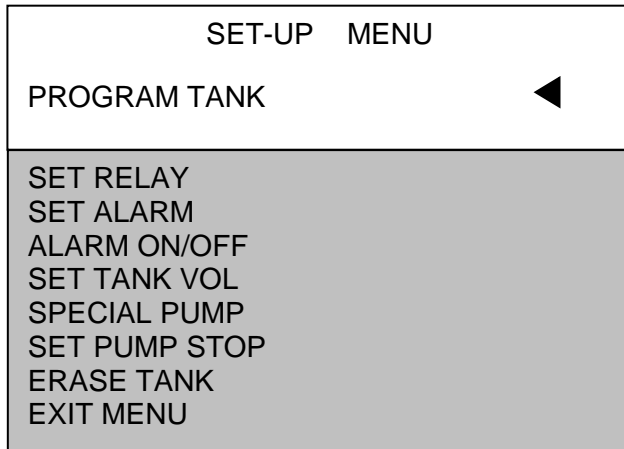 SET-UP MENU
PROGRAM TANK
SET RELAY
SET ALARM
ALARM ON/OFF
SET TANK VOL
SPECIAL PUMP
SET PUMP STOP
ERASE TANK
EXIT MENU